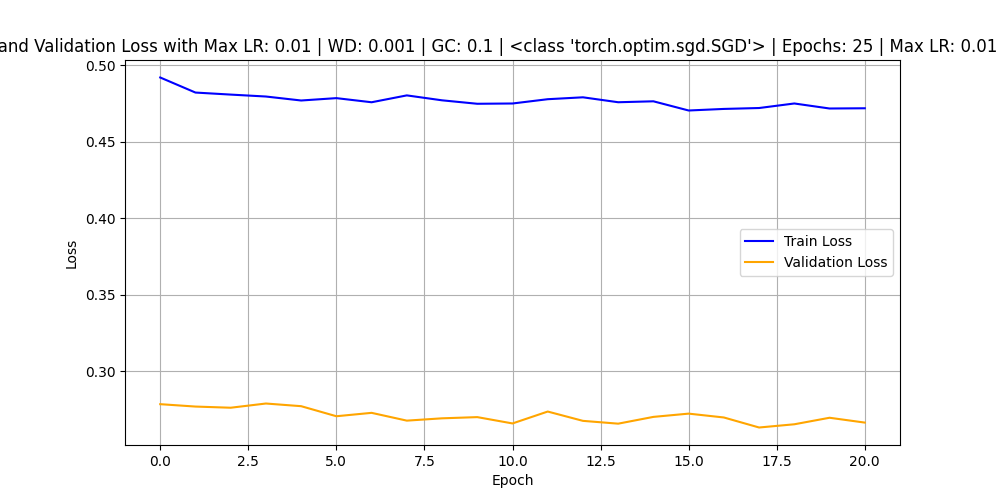 and Validation Loss with Max LR: 0.01 | WD: 0.001 | GC: 0.1 | <class 'torch.optim.sgd.SGD'> | Epochs: 25 | Max LR: 0.01
0.50
0.45
0.40
0.35
0.30
Loss
Train Loss
Validation Loss
0.0 2.5 5.0 7.5 10.0 12.5 15.0 17.5 20.0
Epoch